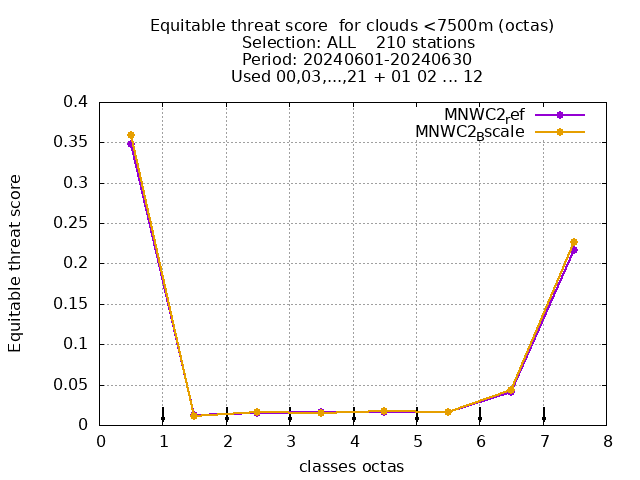 Equitable threat score  for clouds <7500m (octas)
Selection: ALL    210 stations
Period: 20240601-20240630
Used 00,03,...,21 + 01 02 ... 12
MNWC2ref
MNWC2Bscale
Equitable threat score
0.4
0.35
0.3
0.25
0.2
0.15
0.1
0.05
0
0 1 2 3 4 5 6 7 8
classes octas